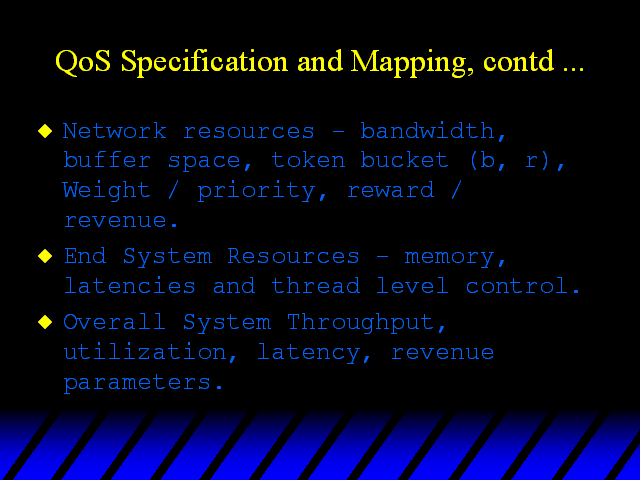 QoS Specification and Mapping, contd ...
Network resources – bandwidth,
buffer space, token bucket (b, r),
Weight / priority, reward /
revenue.
End System Resources – memory,
latencies and thread level control.
Overall System Throughput,
utilization, latency, revenue
parameters.